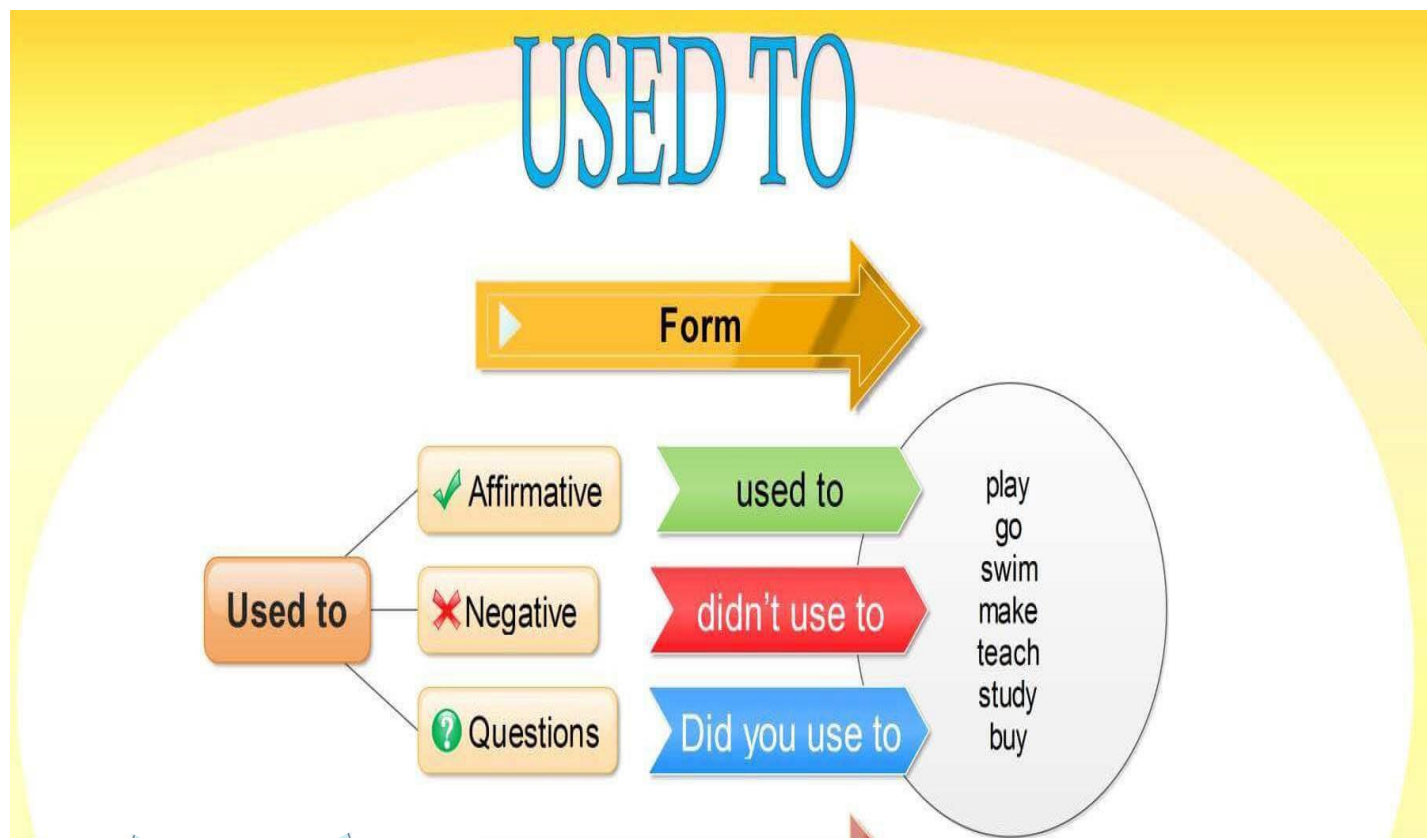 USED TO
Form
Affirmative
used to
Used to
Negative
didn't use to
Questions
Did you use to
play
go
swim
make
teach
study
buy